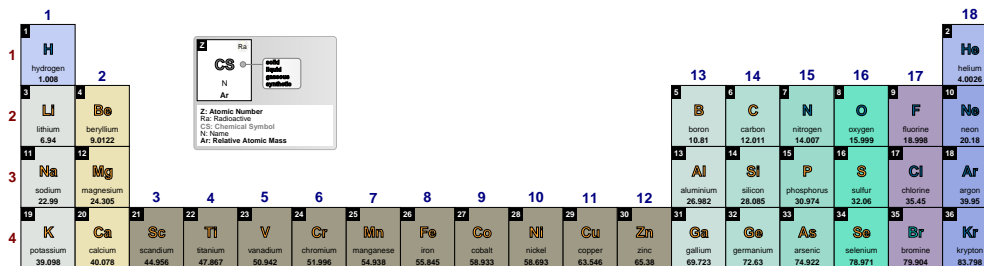 1 18
1 2
H He
hydrogen helium
1.008 4.0026
1
Z Ra
CS
solid
liquid
gaseous
synthetic
N
Ar
Z: Atomic Number
Ra: Radioactive
CS: Chemical Symbol
N: Name
Ar: Relative Atomic Mass
2 13 14 15 16 17
3 4 5 6 7 8 9 10
2 Li Be B C N O F Ne
lithium beryllium boron carbon nitrogen oxygen fluorine neon
6.94 9.0122 10.81 12.011 14.007 15.999 18.998 20.18
11 12 13 14 15 16 17 18
3 Na Mg Al Si P S Cl Ar
sodium magnesium aluminium silicon phosphorus sulfur chlorine argon
22.99 24.305 26.982 28.085 30.974 32.06 35.45 39.95
3 4 5 6 7 8 9 10 11 12
19 20 21 22 23 24 25 26 27 28 29 30 31 32 33 34 35 36
4 K Ca Sc Ti V Cr Mn Fe Co Ni Cu Zn Ga Ge As Se Br Kr
potassium calcium scandium titanium vanadium chromium manganese iron cobalt nickel copper zinc gallium germanium arsenic selenium bromine krypton
39.098 40.078 44.956 47.867 50.942 51.996 54.938 55.845 58.933 58.693 63.546 65.38 69.723 72.63 74.922 78.971 79.904 83.798